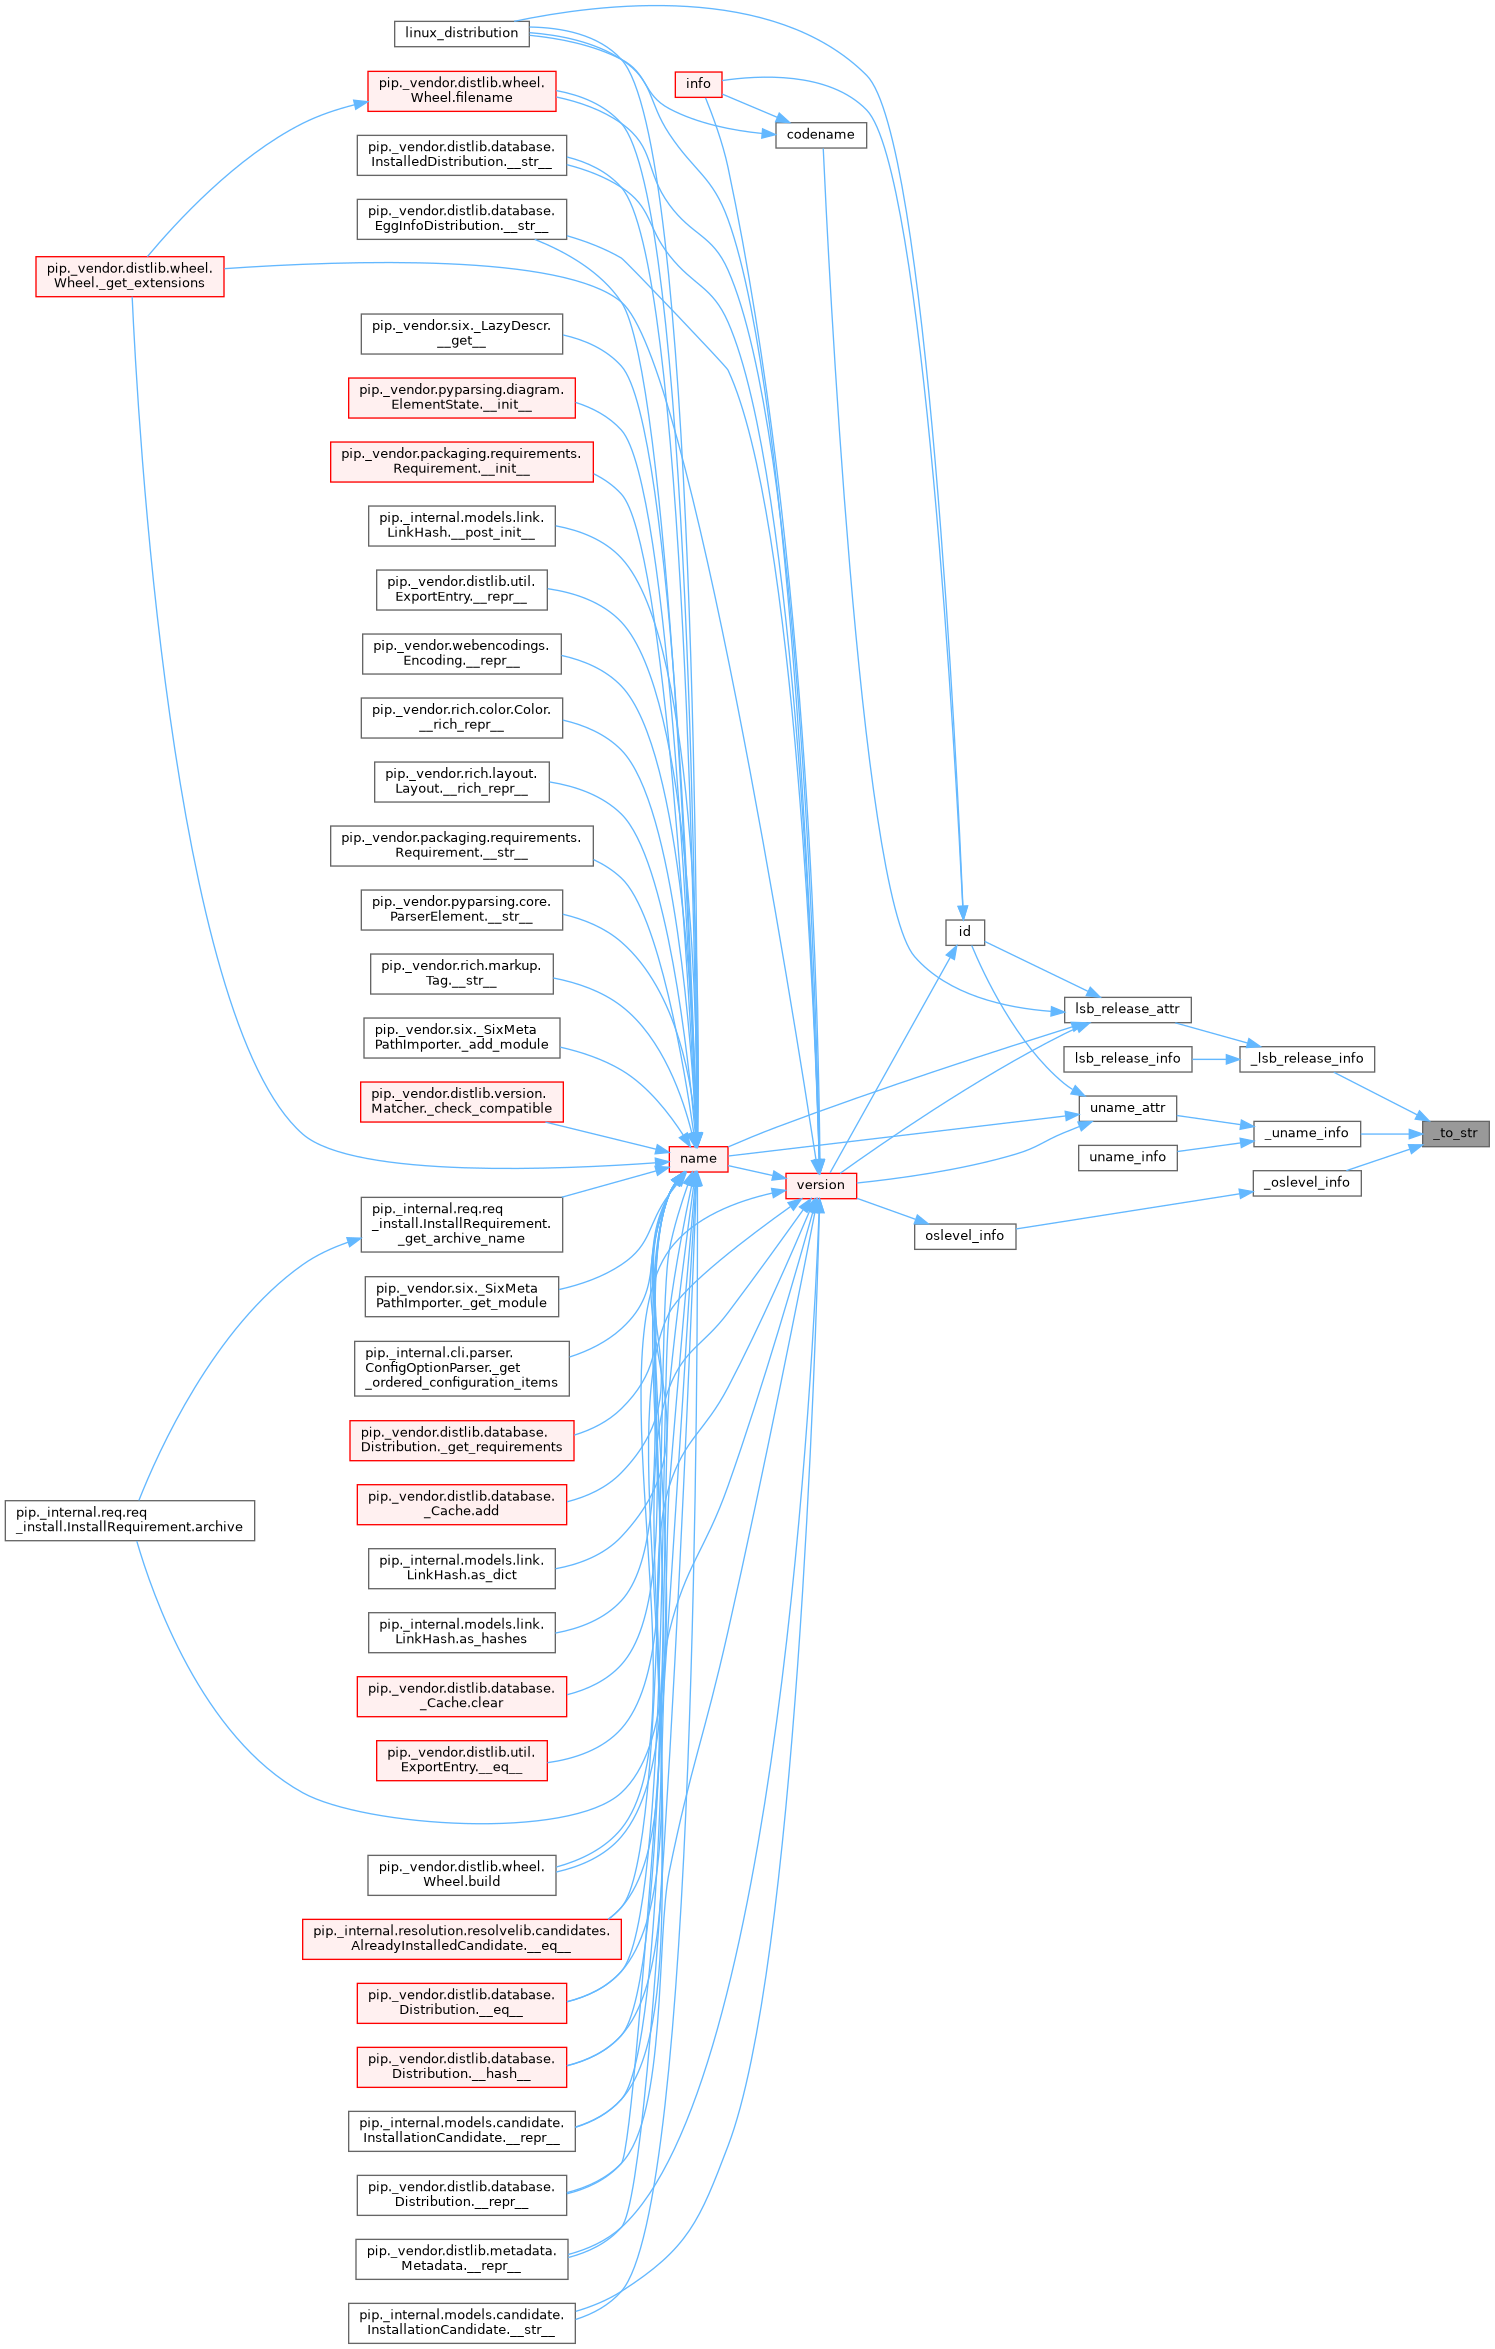 linux_distribution
pip._vendor.distlib.wheel.
Wheel.filename
info
codename
pip._vendor.distlib.database.
InstalledDistribution.__str__
pip._vendor.distlib.database.
EggInfoDistribution.__str__
pip._vendor.distlib.wheel.
Wheel._get_extensions
pip._vendor.six._LazyDescr.
__get__
pip._vendor.pyparsing.diagram.
ElementState.__init__
pip._vendor.packaging.requirements.
Requirement.__init__
pip._internal.models.link.
LinkHash.__post_init__
pip._vendor.distlib.util.
ExportEntry.__repr__
pip._vendor.webencodings.
Encoding.__repr__
pip._vendor.rich.color.Color.
__rich_repr__
pip._vendor.rich.layout.
Layout.__rich_repr__
pip._vendor.packaging.requirements.
Requirement.__str__
pip._vendor.pyparsing.core.
ParserElement.__str__
id
pip._vendor.rich.markup.
Tag.__str__
lsb_release_attr
pip._vendor.six._SixMeta
PathImporter._add_module
lsb_release_info
_lsb_release_info
pip._vendor.distlib.version.
Matcher._check_compatible
uname_attr
_uname_info
_to_str
name
uname_info
version
_oslevel_info
pip._internal.req.req
_install.InstallRequirement.
_get_archive_name
oslevel_info
pip._vendor.six._SixMeta
PathImporter._get_module
pip._internal.cli.parser.
ConfigOptionParser._get
_ordered_configuration_items
pip._vendor.distlib.database.
Distribution._get_requirements
pip._vendor.distlib.database.
_Cache.add
pip._internal.req.req
_install.InstallRequirement.archive
pip._internal.models.link.
LinkHash.as_dict
pip._internal.models.link.
LinkHash.as_hashes
pip._vendor.distlib.database.
_Cache.clear
pip._vendor.distlib.util.
ExportEntry.__eq__
pip._vendor.distlib.wheel.
Wheel.build
pip._internal.resolution.resolvelib.candidates.
AlreadyInstalledCandidate.__eq__
pip._vendor.distlib.database.
Distribution.__eq__
pip._vendor.distlib.database.
Distribution.__hash__
pip._internal.models.candidate.
InstallationCandidate.__repr__
pip._vendor.distlib.database.
Distribution.__repr__
pip._vendor.distlib.metadata.
Metadata.__repr__
pip._internal.models.candidate.
InstallationCandidate.__str__